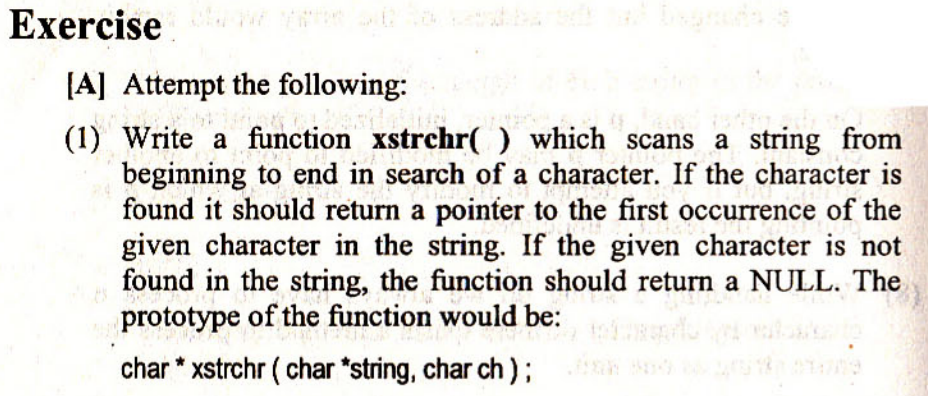 Exercise
[A] Attempt the following:
(1) Write a function xstrchr( ) which scans a string from
beginning to end in search of a character. If the character is
found it should return a pointer to the first occurrence of the
given character in the string. If the given character is not
found in the string, the function should return a NULL. The
prototype of the function would be:
char * xstrchr ( char *string, char ch ) ;